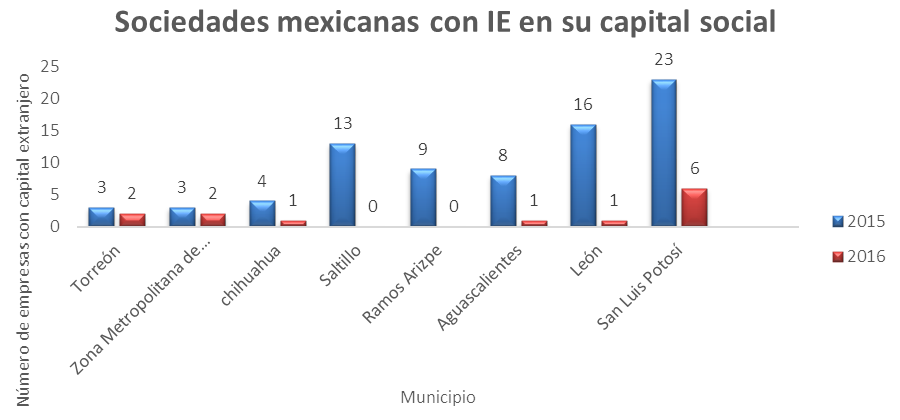 Sociedades mexicanas con IE en su capital social
Número de empresas con capital extranjero
25
20
15
10
5
0
3 2 3 2 4 1 13 0 9 0 8 1 16 1 23 6
Torreón
Zona Metropolitana de...
chihuahua
Saltillo
Ramos Arizpe
Aguascalientes
León
San Luis Potosí
Municipio
2015
2016